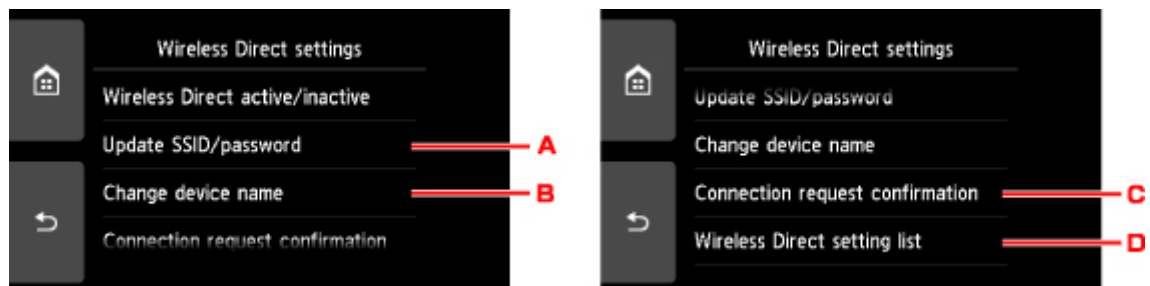 Wireless Direct settings
Wireless Direct active/inactive
Update SSID/password
A
Change device name
B
Connection request confirmation
Wireless Direct settings
Update SSID/password
Change device name
Connection request confirmation
C
Wireless Direct setting list
D